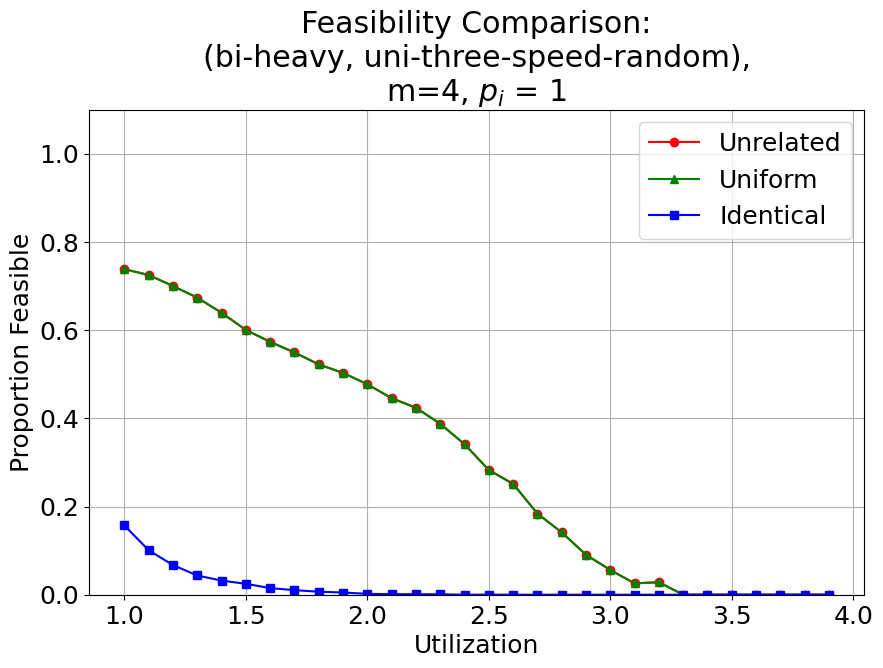 Feasibility Comparison:
(bi-heavy, uni-three-speed-random),
m=4, $p_i$ = 1
Unrelated
Uniform
Identical
Proportion Feasible
1.0
0.8
0.6
0.4
0.2
0.0
1.0 1.5 2.0 2.5 3.0 3.5 4.0
Utilization